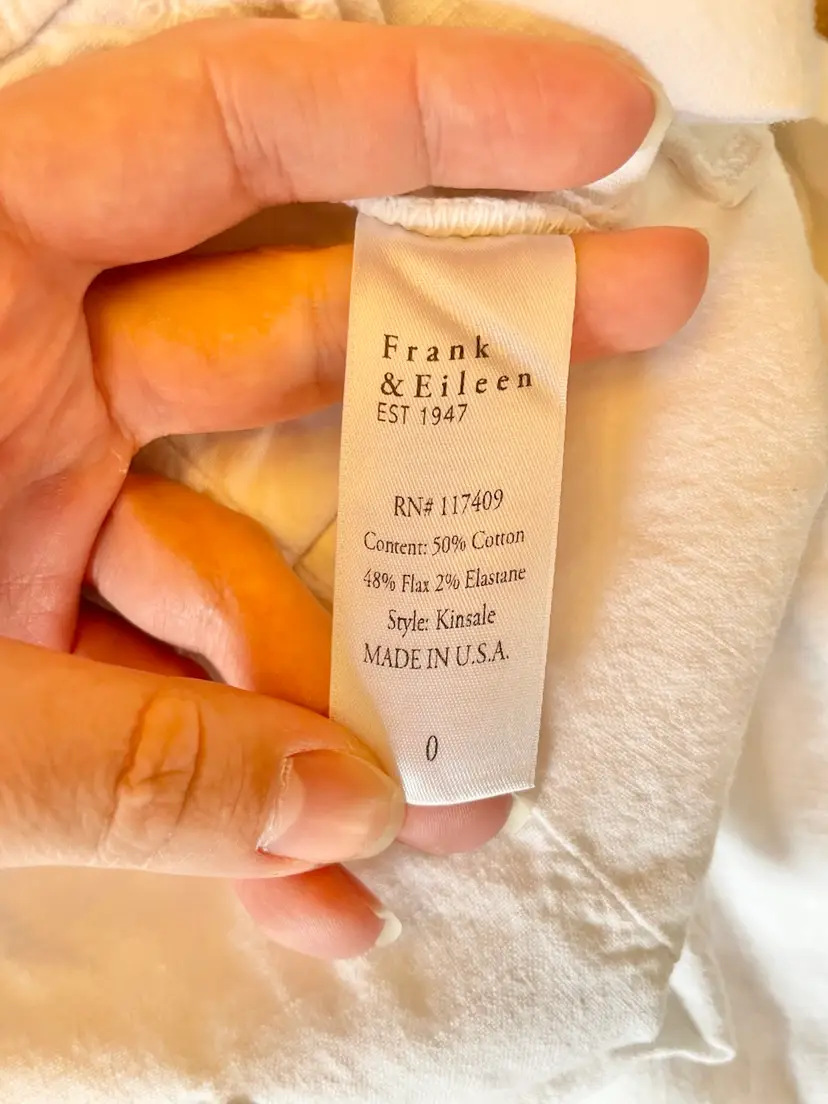 Frank
& Eileen
EST 1947
RN# 117409
Content: 50% Cotton
48% Flax 2% Elastane
Style: Kinsale
MADE IN U.S.A.
0